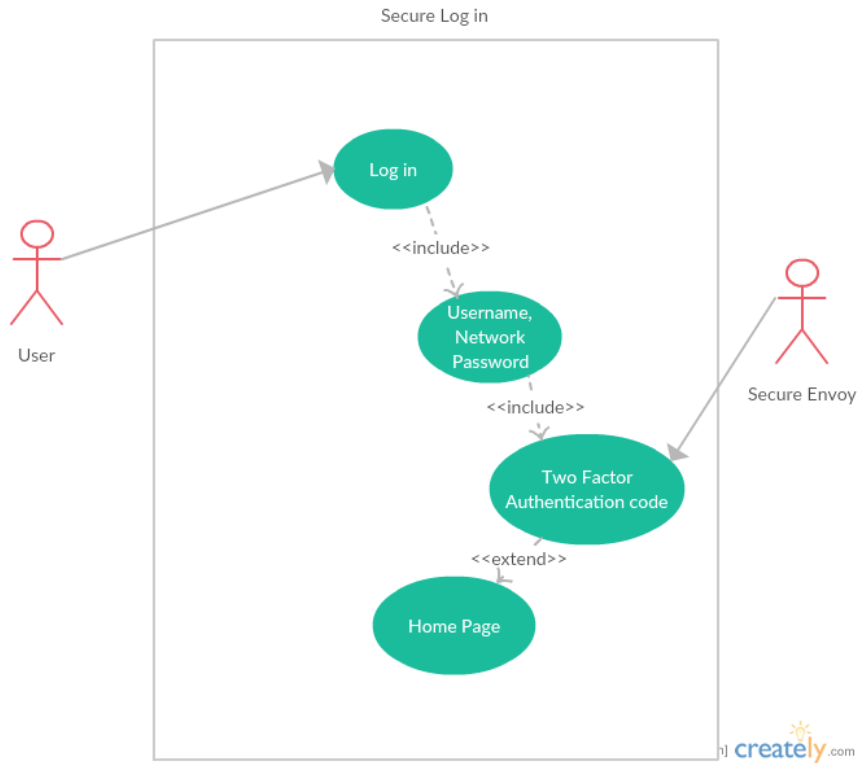 Secure Log in
Log in
<<include>>
User
Username,
Network
Password
Secure Envoy
<<include>>
Two Factor
Authentication code
<<extend>>
Home Page
n] creately.com